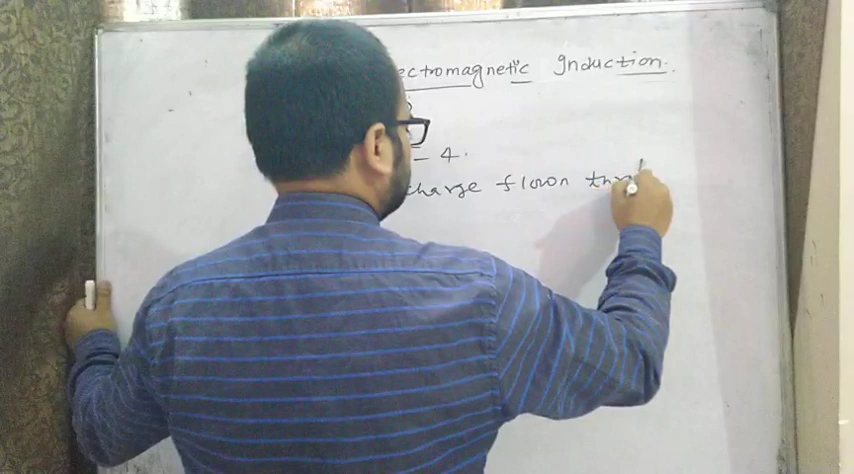 ectromagnetic Induction.
- 4.
charge flown thr